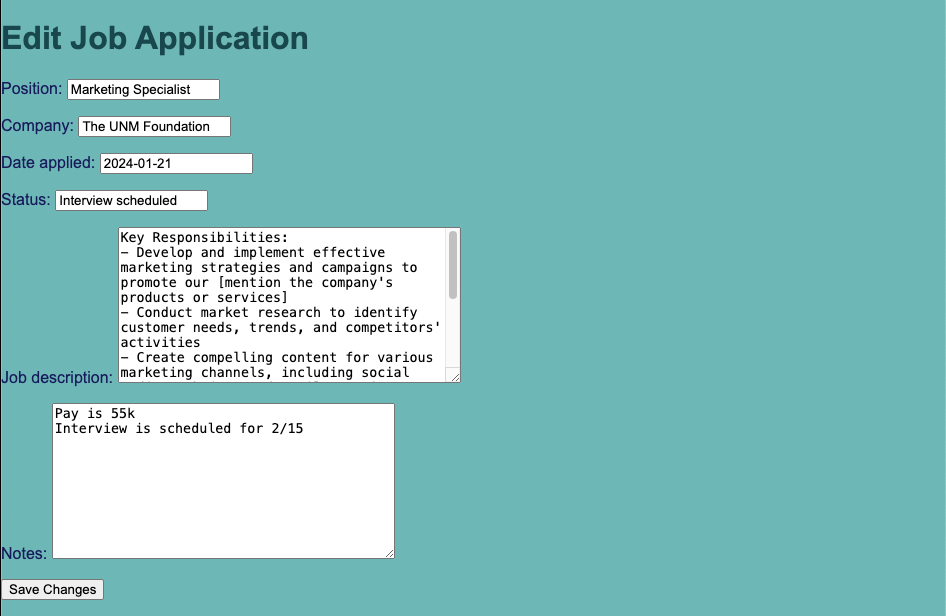 Edit Job Application
Position: Marketing Specialist
Company: The UNM Foundation
Date applied: 2024-01-21
Status: Interview scheduled
Key Responsibilities:
– Develop and implement effective
marketing strategies and campaigns to
promote our [mention the company's
products or services]
– Conduct market research to identify
customer needs, trends, and competitors'
activities
– Create compelling content for various
marketing channels, including social
Job description:
Pay is 55k
Interview is scheduled for 2/15
Notes:
Save Changes